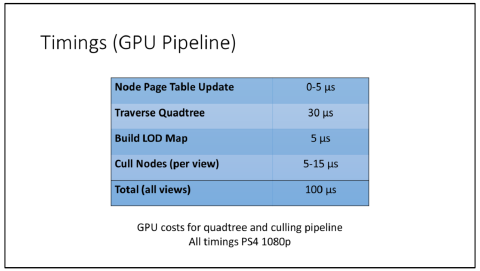 Timings (GPU Pipeline)
Node Page Table Update 0-5 µs
Traverse Quadtree 30 µs
Build LOD Map 5 µs
Cull Nodes (per view) 5-15 µs
Total (all views) 100 µs
GPU costs for quadtree and culling pipeline
All timings PS4 1080p